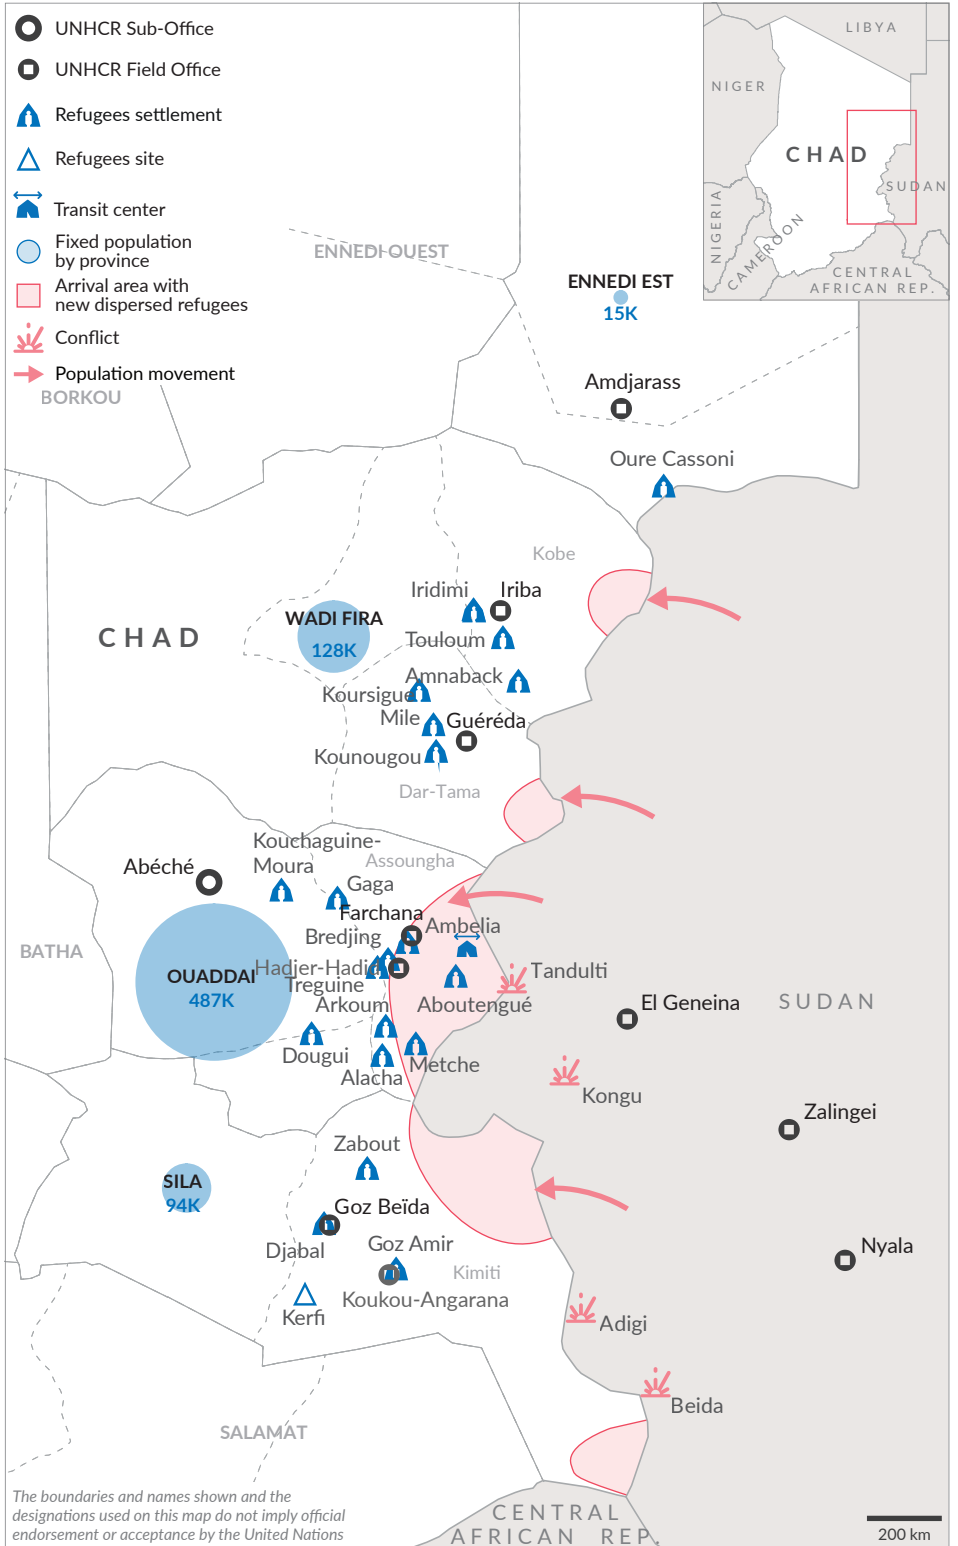 UNHCR Sub-Office
UNHCR Field Office
Refugees settlement
Refugees site
Transit center
Fixed population
by province
Arrival area with
new dispersed refugees
Conflict
Population movement
LIBYA
NIGER
CHAD
SUDAN
NIGERIA
CAMEROON
CENTRAL
AFRICAN REP.
ENNEDI OUEST
ENNEDI EST
15K
BORKOU
Amdjarass
Oure Cassoni
Kobe
Iridimi
Iriba
WADI FIRA
128K
CHAD
Touloum
Amnaback
Koursigue
Mile
Guéréda
Kounougou
Dar-Tama
Kouchaguine-
Moura
Assoungha
Abéché
Gaga
Farchana
Ambelia
Bredjing
BATHA
OUADDAI
487K
Hadjer-Hadid
Treguine
Tandulti
Arkoum
Aboutengué
El Geneina
SUDAN
Dougui
Metche
Alacha
Kongu
Zalingei
Zabout
SILA
94K
Goz Beïda
Djabal
Goz Amir
Nyala
Kimiti
Koukou-Angarana
Kerfi
Adigi
Beida
SALAMAT
The boundaries and names shown and the
designations used on this map do not imply official
endorsement or acceptance by the United Nations
CENTRAL
AFRICAN REP.
200 km